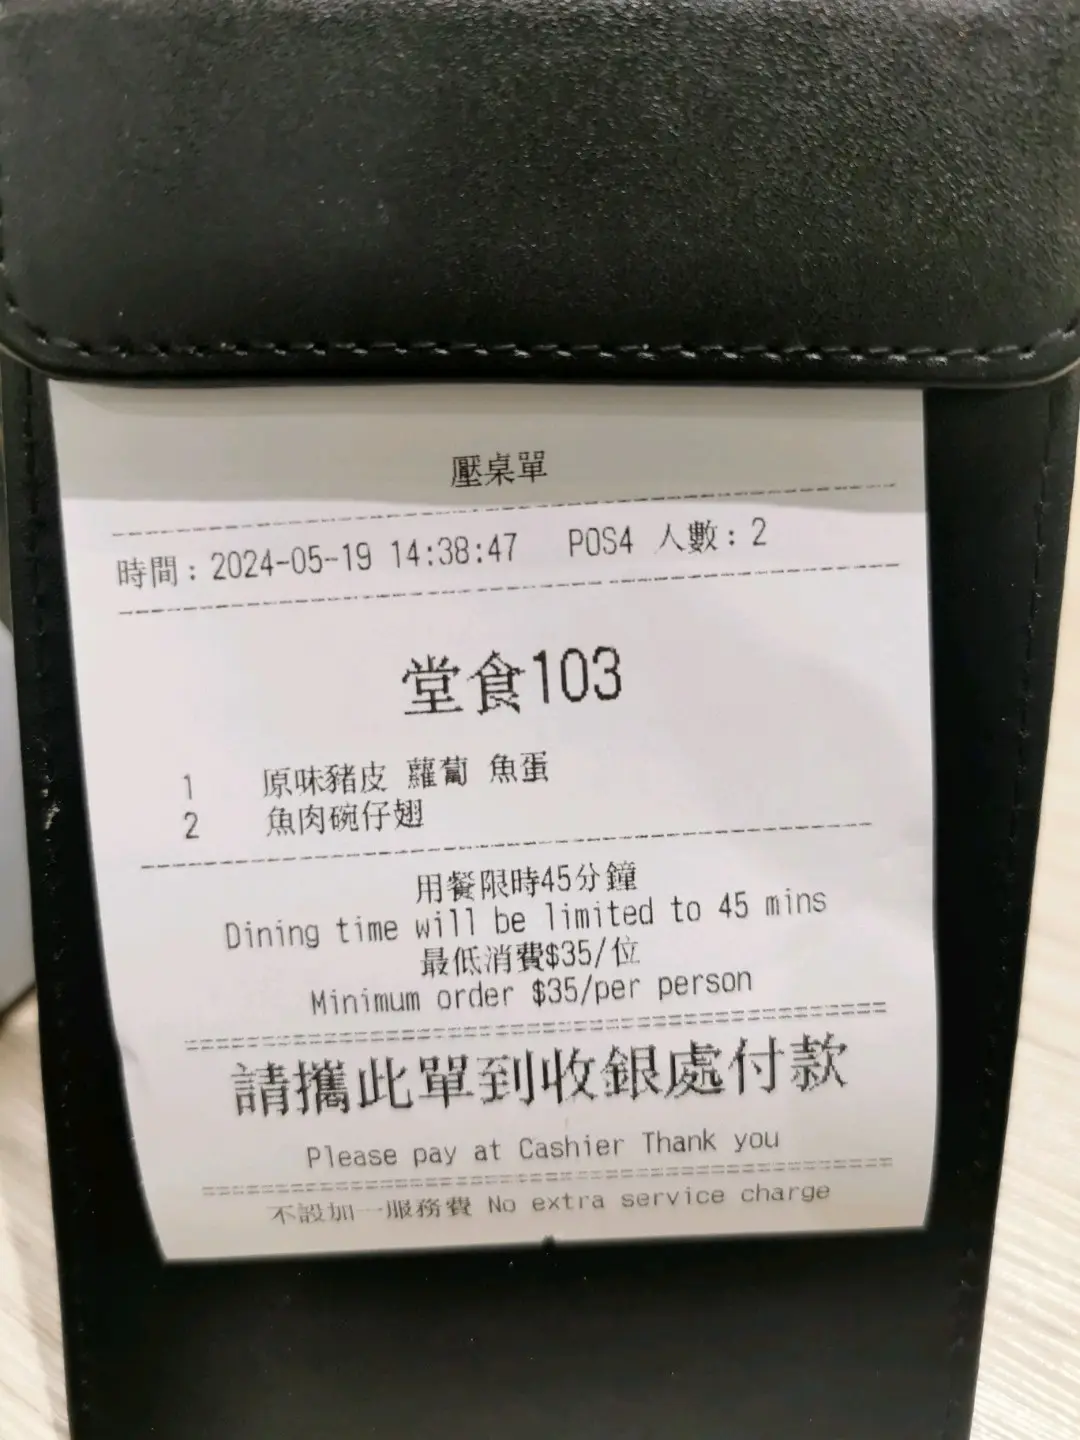 壓桌單
時間：2024-05-19 14:38:47 POS4 人數：2
堂食103
1 原味豬皮 蘿蔔 魚蛋
2 魚肉碗仔翅
用餐限時45分鐘
Dining time will be limited to 45 mins
最低消費$35/位
Minimum order $35/per person
請攜此單到收銀處付款
Please pay at Cashier Thank you
不設加一服務費 No extra service charge